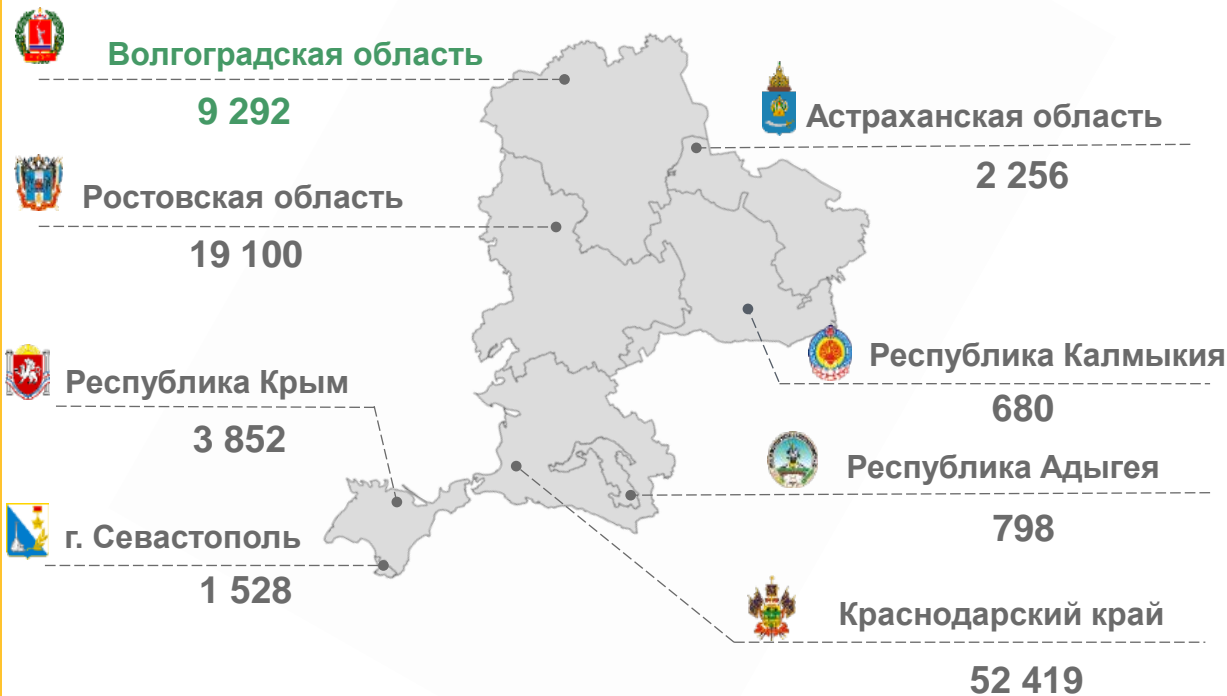 Волгоградская область
9 292
Астраханская область
2 256
Ростовская область
19 100
Республика Калмыкия
680
Республика Крым
3 852
Республика Адыгея
798
г. Севастополь
1 528
Краснодарский край
52 419